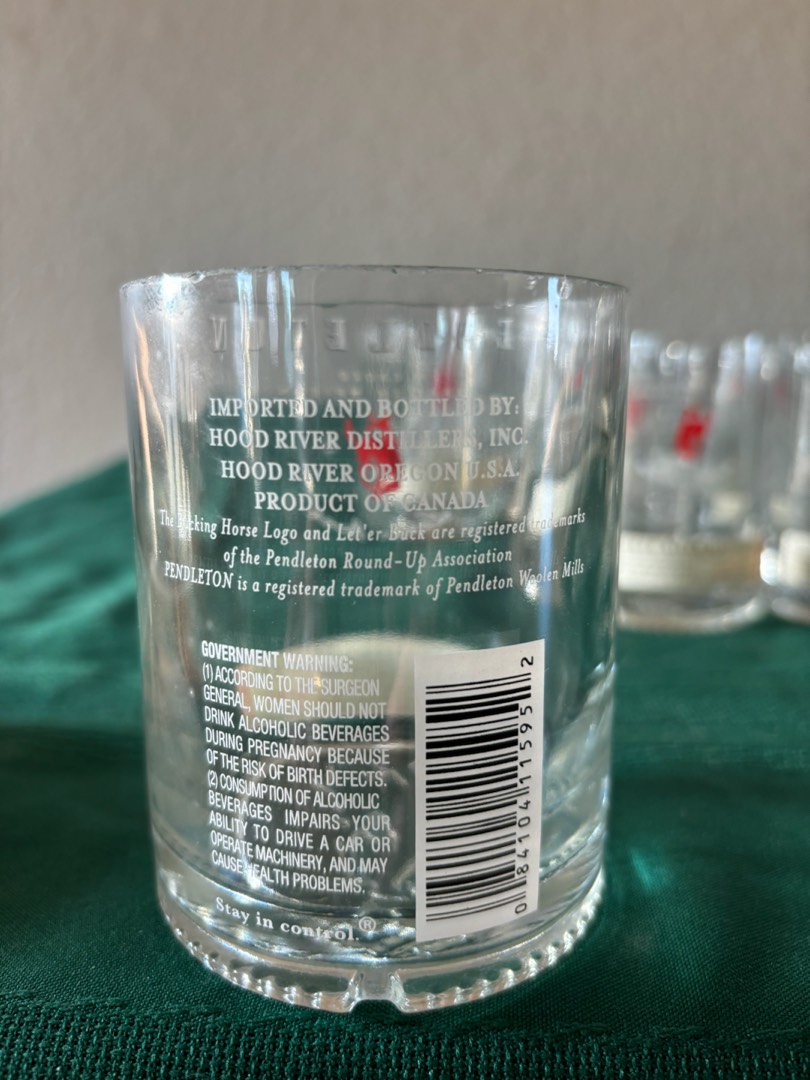 IMPORTED AND BOTTLED BY:
HOOD RIVER DISTILLERS, INC.
HOOD RIVER OREGON U.S.A.
PRODUCT OF CANADA
The Bucking Horse Logo and Let'er Buck are registered trademarks
of the Pendleton Round-Up Association
PENDLETON is a registered trademark of Pendleton Woolen Mills
GOVERNMENT WARNING:
(1) ACCORDING TO THE SURGEON
GENERAL, WOMEN SHOULD NOT
DRINK ALCOHOLIC BEVERAGES
DURING PREGNANCY BECAUSE
OF THE RISK OF BIRTH DEFECTS.
(2) CONSUMPTION OF ALCOHOLIC
BEVERAGES IMPAIRS YOUR
ABILITY TO DRIVE A CAR OR
OPERATE MACHINERY, AND MAY
CAUSE HEALTH PROBLEMS.
Stay in control.®
0 84104 11595 2